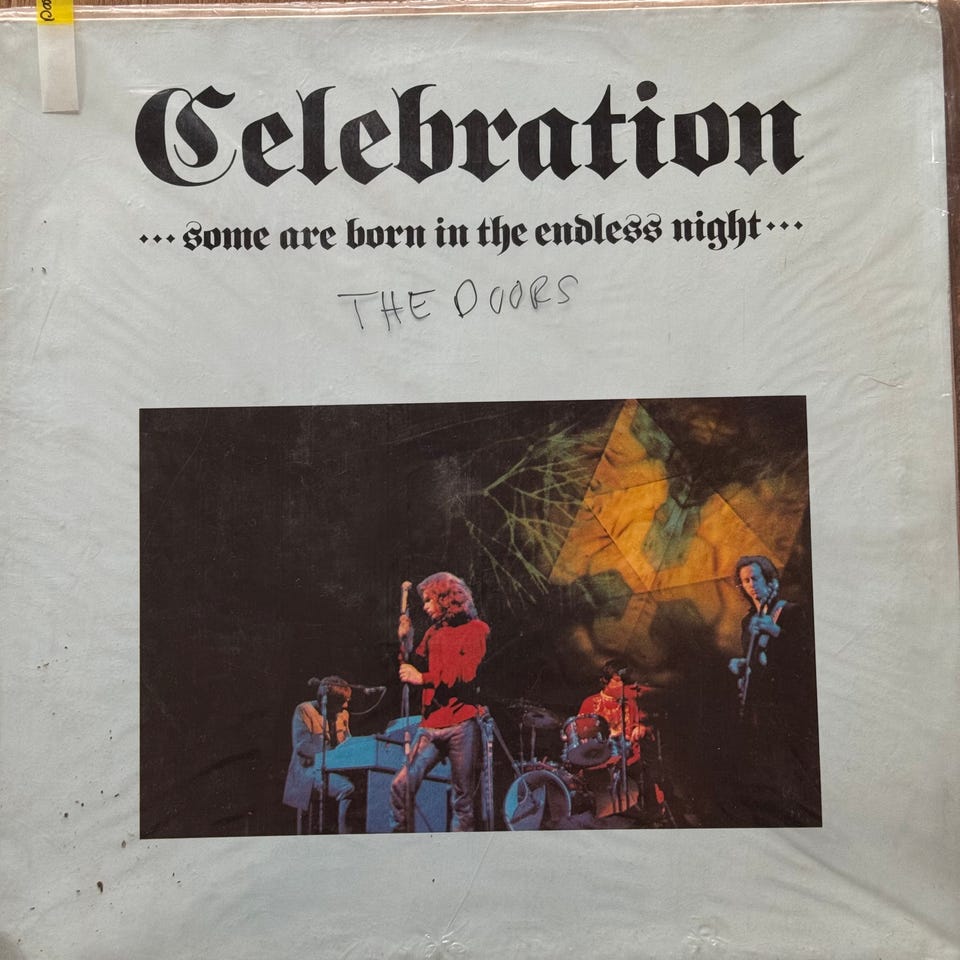 Celebration
...some are born in the endless night...
THE DOORS